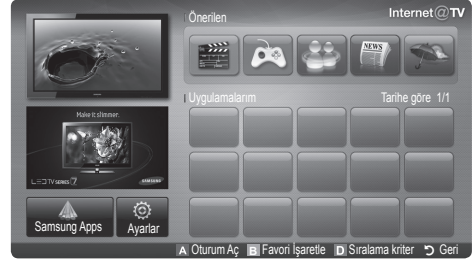 Internet@TV
Önerilen
NEWS
Uygulamalarım
Tarihe göre 1/1
Make it slimmer.
LED TV SERIES 7
SAMSUNG
Samsung Apps
Ayarlar
A Oturum Aç B Favori İşaretle D Sıralama kriter Geri